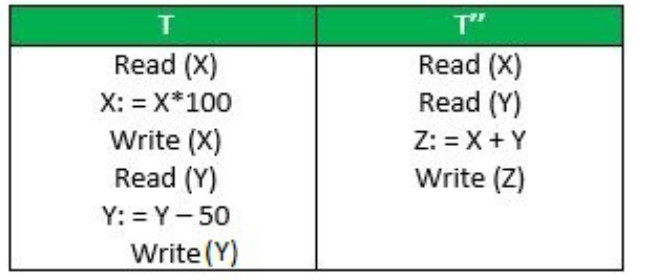 T T”
Read (X) Read (X)
X: = X*100 Read (Y)
Write (X) Z: = X + Y
Read (Y) Write (Z)
Y: = Y – 50
Write (Y)